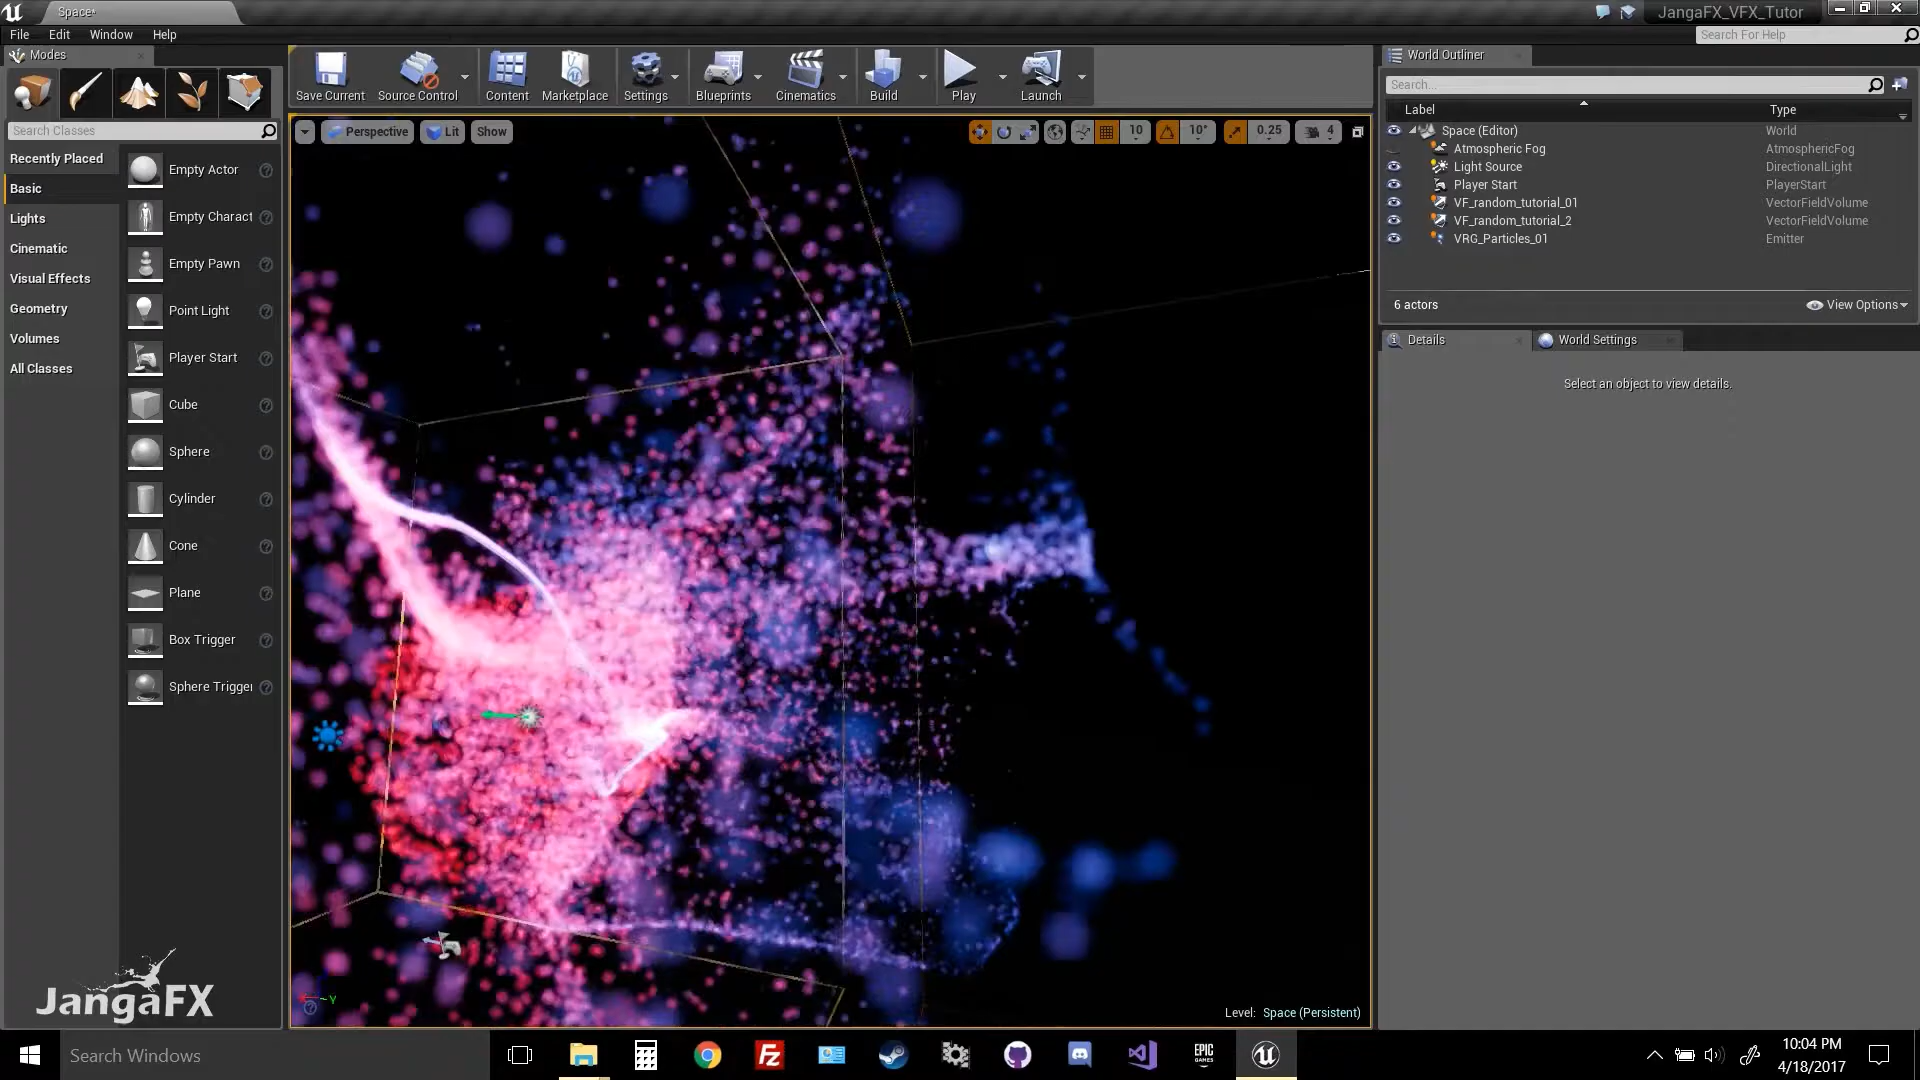 Space*
JangaFX_VFX_Tutor
File Edit Window Help
Search For Help
Modes
Search Classes
Recently Placed
Basic
Lights
Cinematic
Visual Effects
Geometry
Volumes
All Classes
Empty Actor
Empty Charact
Empty Pawn
Point Light
Player Start
Cube
Sphere
Cylinder
Cone
Plane
Box Trigger
Sphere Trigger
JangaFX
Save Current Source Control Content Marketplace Settings Blueprints Cinematics Build Play Launch
Perspective Lit Show 10 10° 0.25 4
Y
Level: Space (Persistent)
World Outliner
Search...
Label Type
Space (Editor) World
Atmospheric Fog AtmosphericFog
Light Source DirectionalLight
Player Start PlayerStart
VF_random_tutorial_01 VectorFieldVolume
VF_random_tutorial_2 VectorFieldVolume
VRG_Particles_01 Emitter
6 actors View Options
Details World Settings
Select an object to view details.
Search Windows
EPIC
GAMES
10:04 PM
4/18/2017